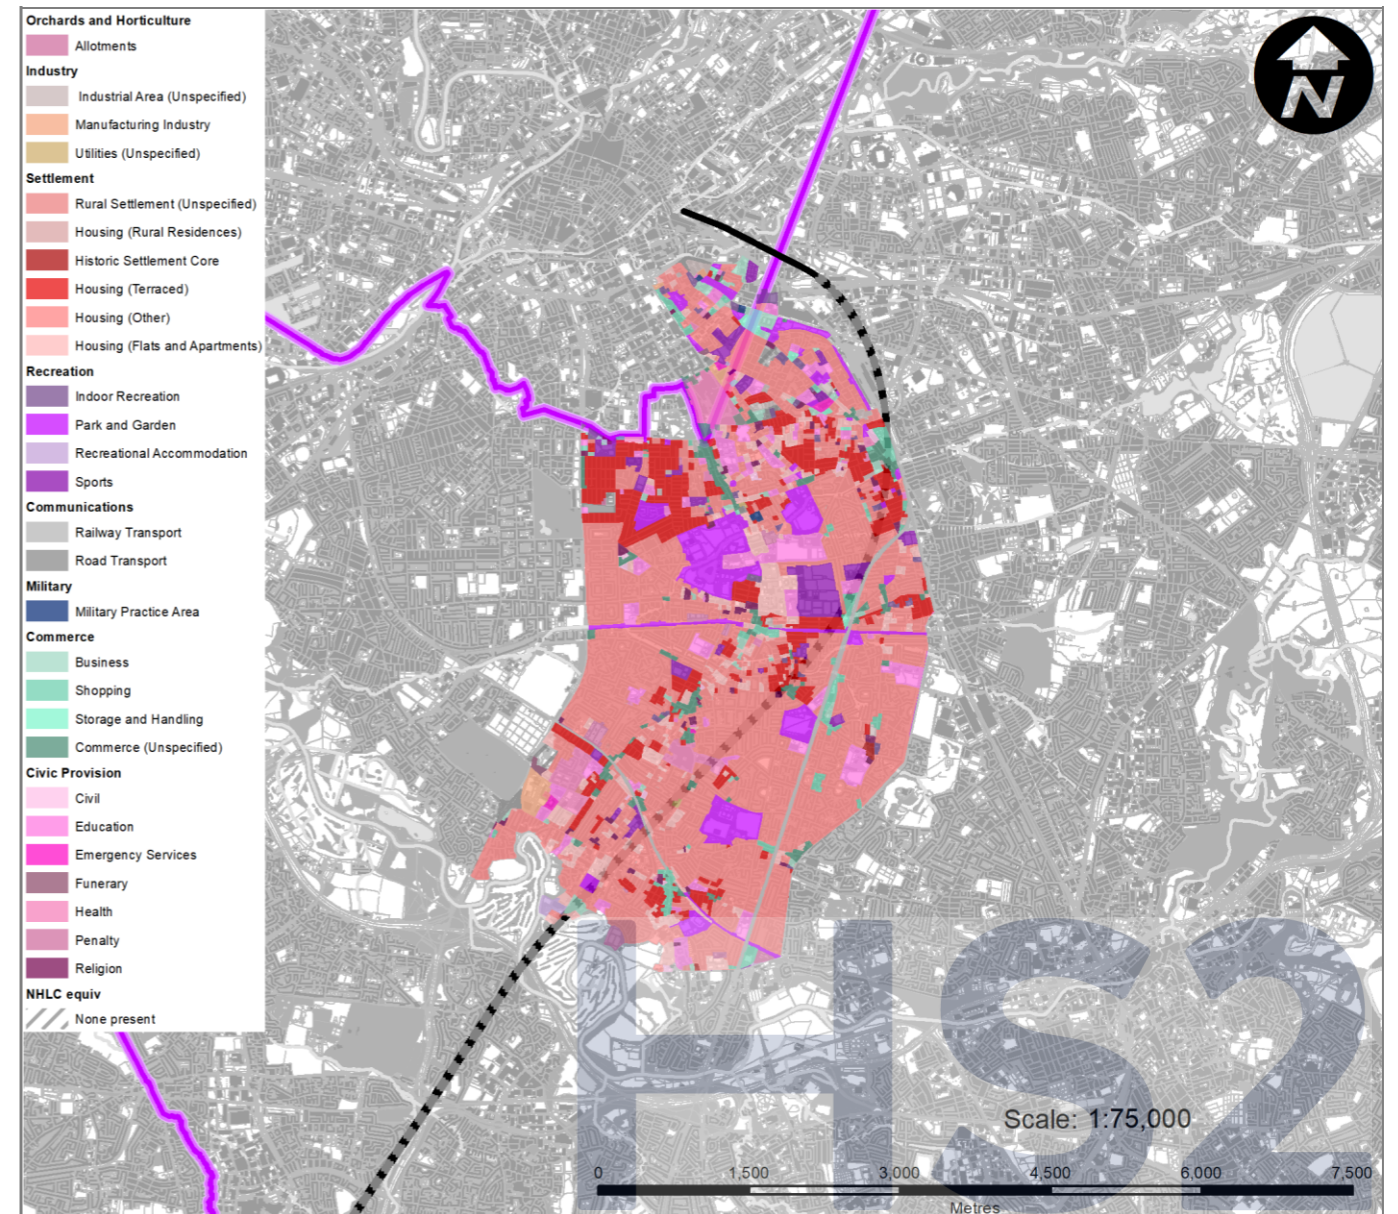 Orchards and Horticulture
Allotments
Industry
Industrial Area (Unspecified)
Manufacturing Industry
Utilities (Unspecified)
Settlement
Rural Settlement (Unspecified)
Housing (Rural Residences)
Historic Settlement Core
Housing (Terraced)
Housing (Other)
Housing (Flats and Apartments)
Recreation
Indoor Recreation
Park and Garden
Recreational Accommodation
Sports
Communications
Railway Transport
Road Transport
Military
Military Practice Area
Commerce
Business
Shopping
Storage and Handling
Commerce (Unspecified)
Civic Provision
Civil
Education
Emergency Services
Funerary
Health
Penalty
Religion
NHLC equiv
None present
N
HS2
Scale: 1:75,000
0 1,500 3,000 4,500 6,000 7,500
Metres